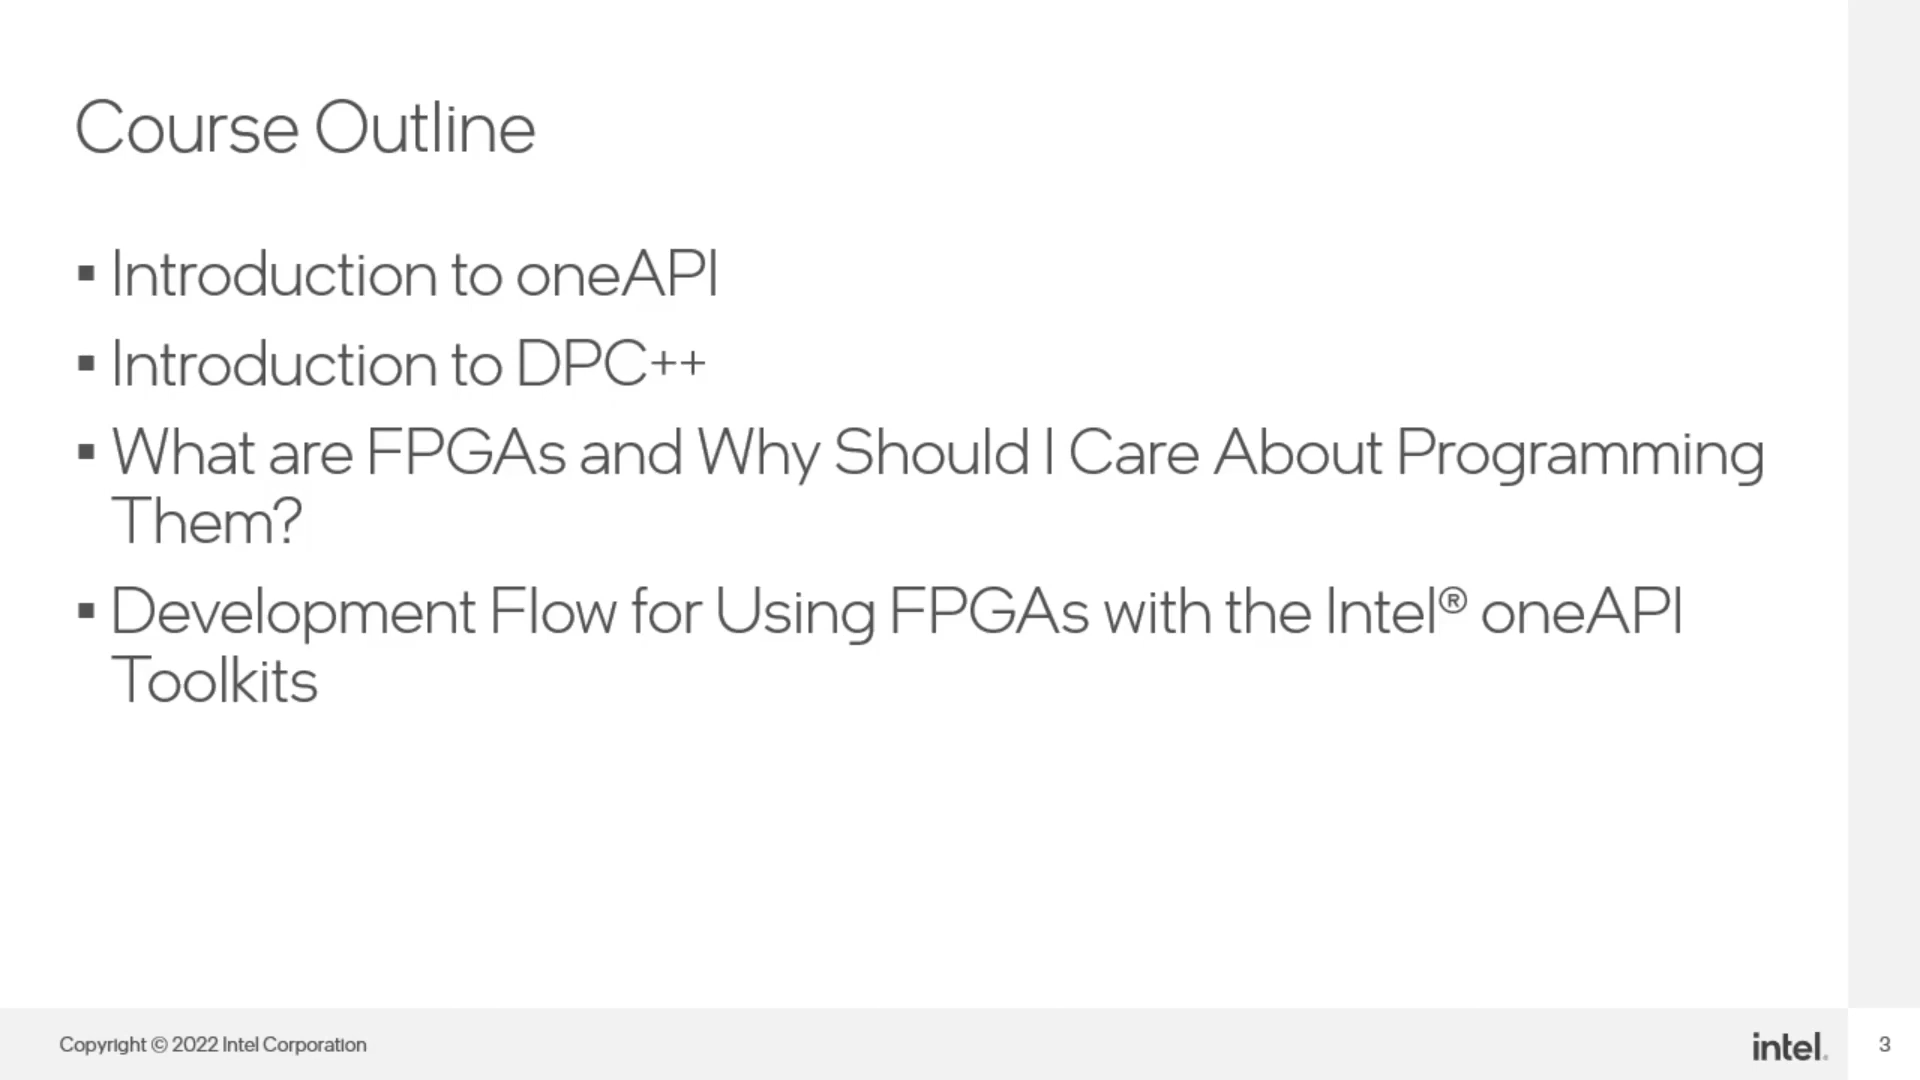 Course Outline
▪ Introduction to oneAPI
▪ Introduction to DPC++
▪ What are FPGAs and Why Should I Care About Programming
Them?
▪ Development Flow for Using FPGAs with the Intel® oneAPI
Toolkits
Copyright © 2022 Intel Corporation
intel.
3